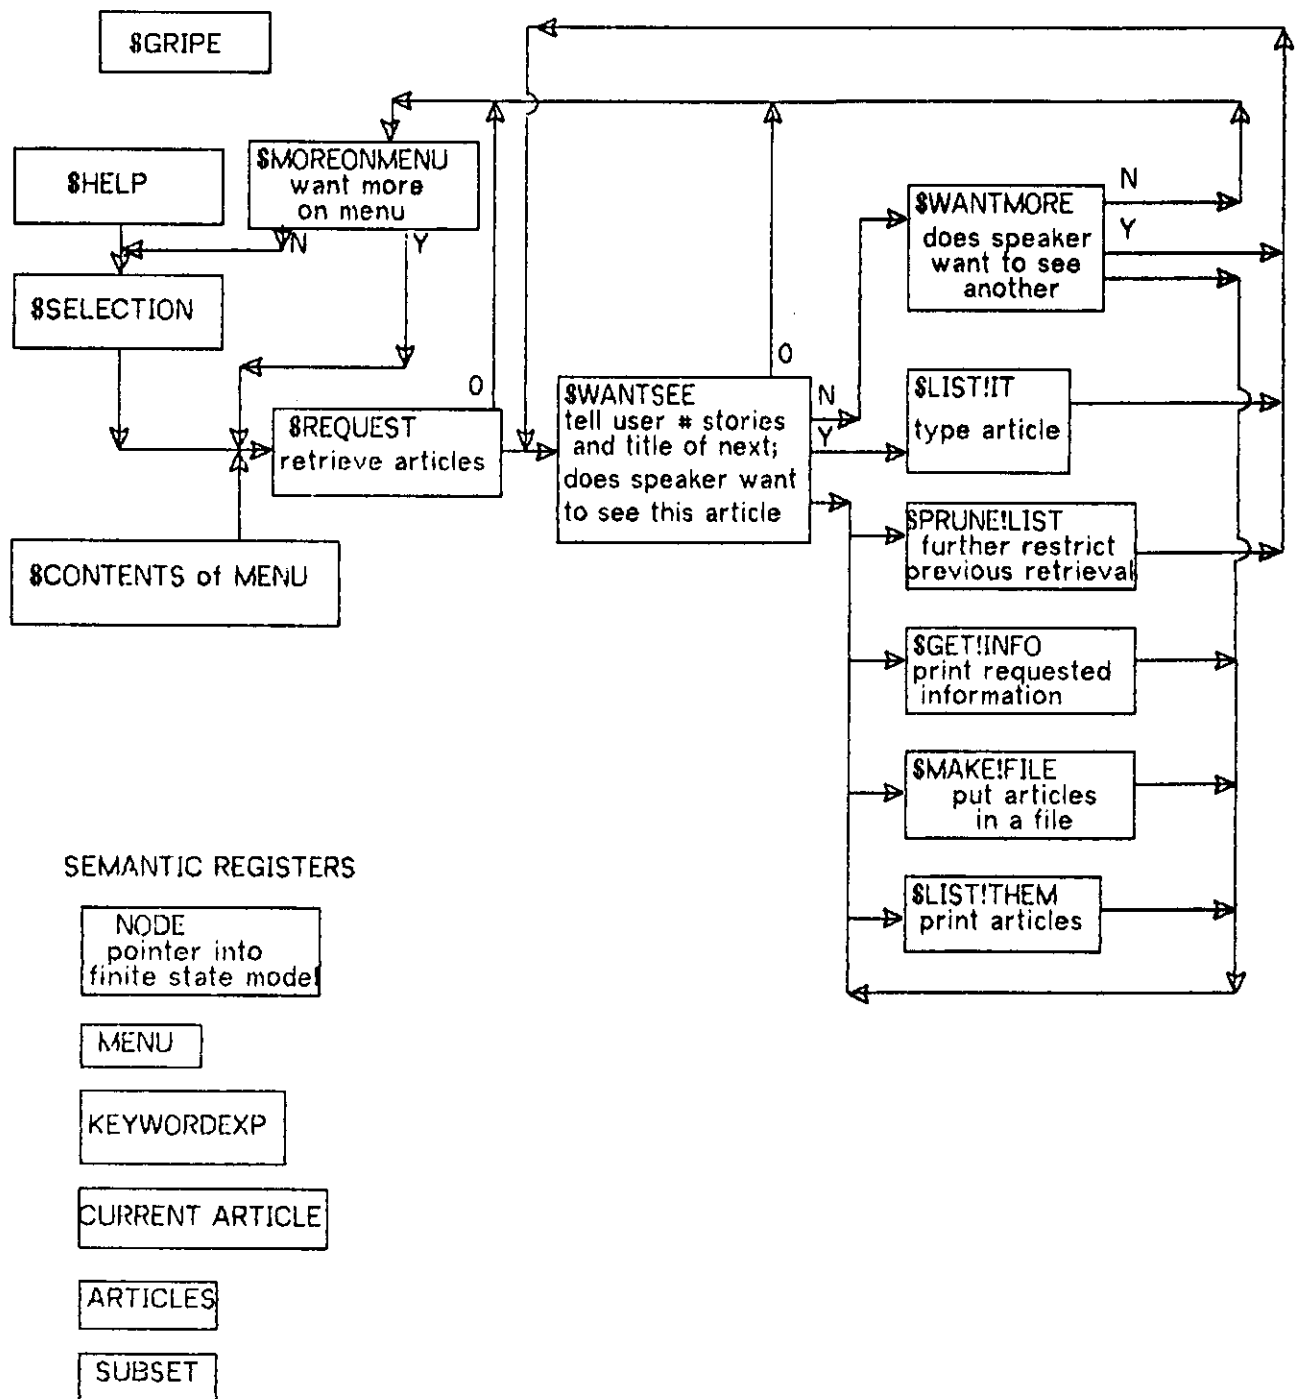 $GRIPE
$HELP
$MOREONMENU
want more
on menu
N
Y
$SELECTION
$REQUEST
retrieve articles
0
$CONTENTS of MENU
$WANTSEE
tell user # stories
and title of next;
does speaker want
to see this article
0
N
Y
$WANTMORE
does speaker
want to see
another
N
Y
$LIST!IT
type article
$PRUNE!LIST
further restrict
previous retrieval
$GET!INFO
print requested
information
$MAKE!FILE
put articles
in a file
$LIST!THEM
print articles
SEMANTIC REGISTERS
NODE
pointer into
finite state model
MENU
KEYWORDEXP
CURRENT ARTICLE
ARTICLES
SUBSET